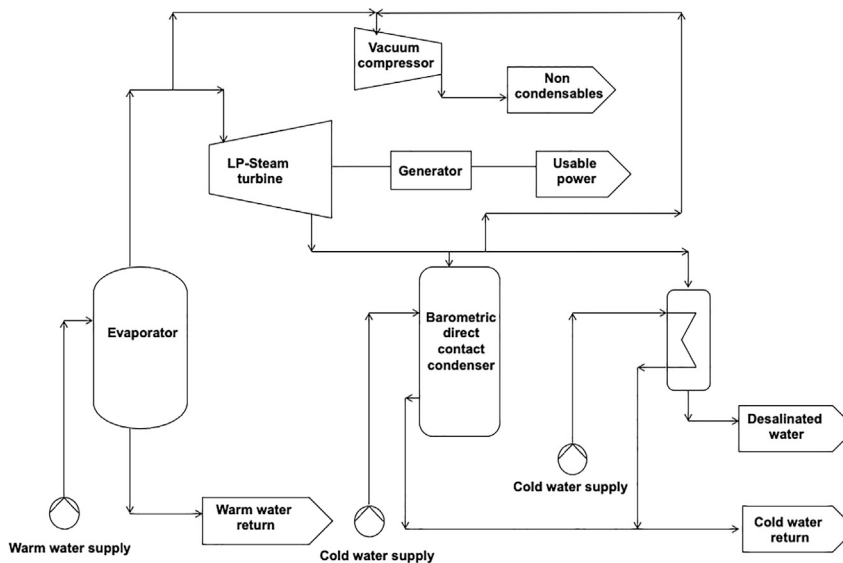 Vacuum
compressor
Non
condensables
LP-Steam
turbine
Generator
Usable
power
Evaporator
Barometric
direct
contact
condenser
Desalinated
water
Cold water supply
Warm water
return
Cold water
return
Warm water supply
Cold water supply